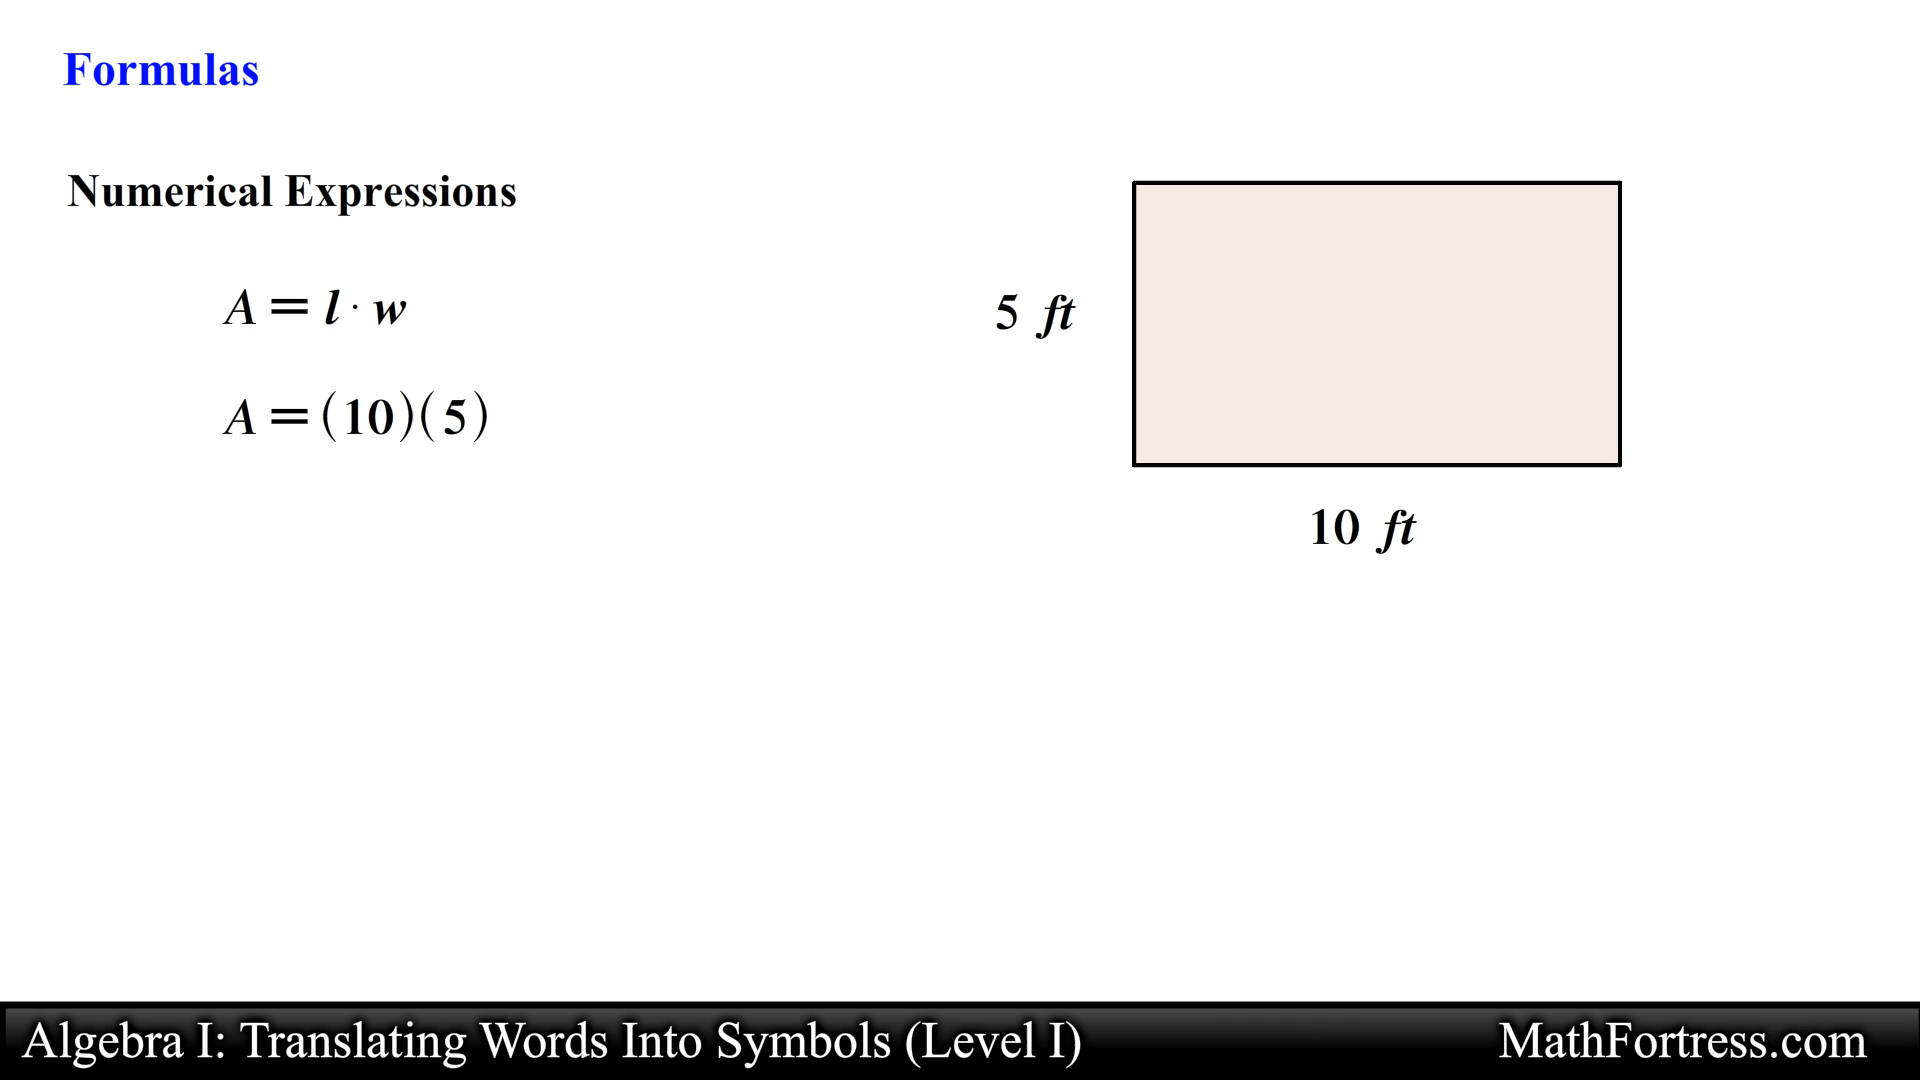 Formulas
Numerical Expressions
A = l · w
A = (10)(5)
5 ft
10 ft
Algebra I: Translating Words Into Symbols (Level I)
MathFortress.com